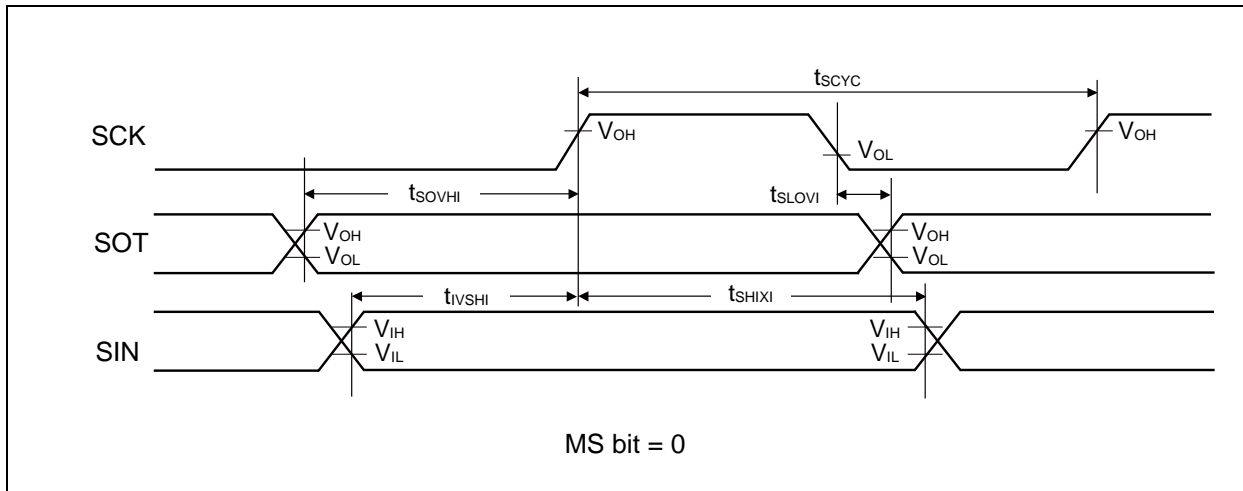 tSCYC
SCK
VOH
VOL
VOH
tSOVHI
tSLOVI
SOT
VOH
VOL
VOH
VOL
tIVSHI
tSHIXI
SIN
VIH
VIL
VIH
VIL
MS bit = 0